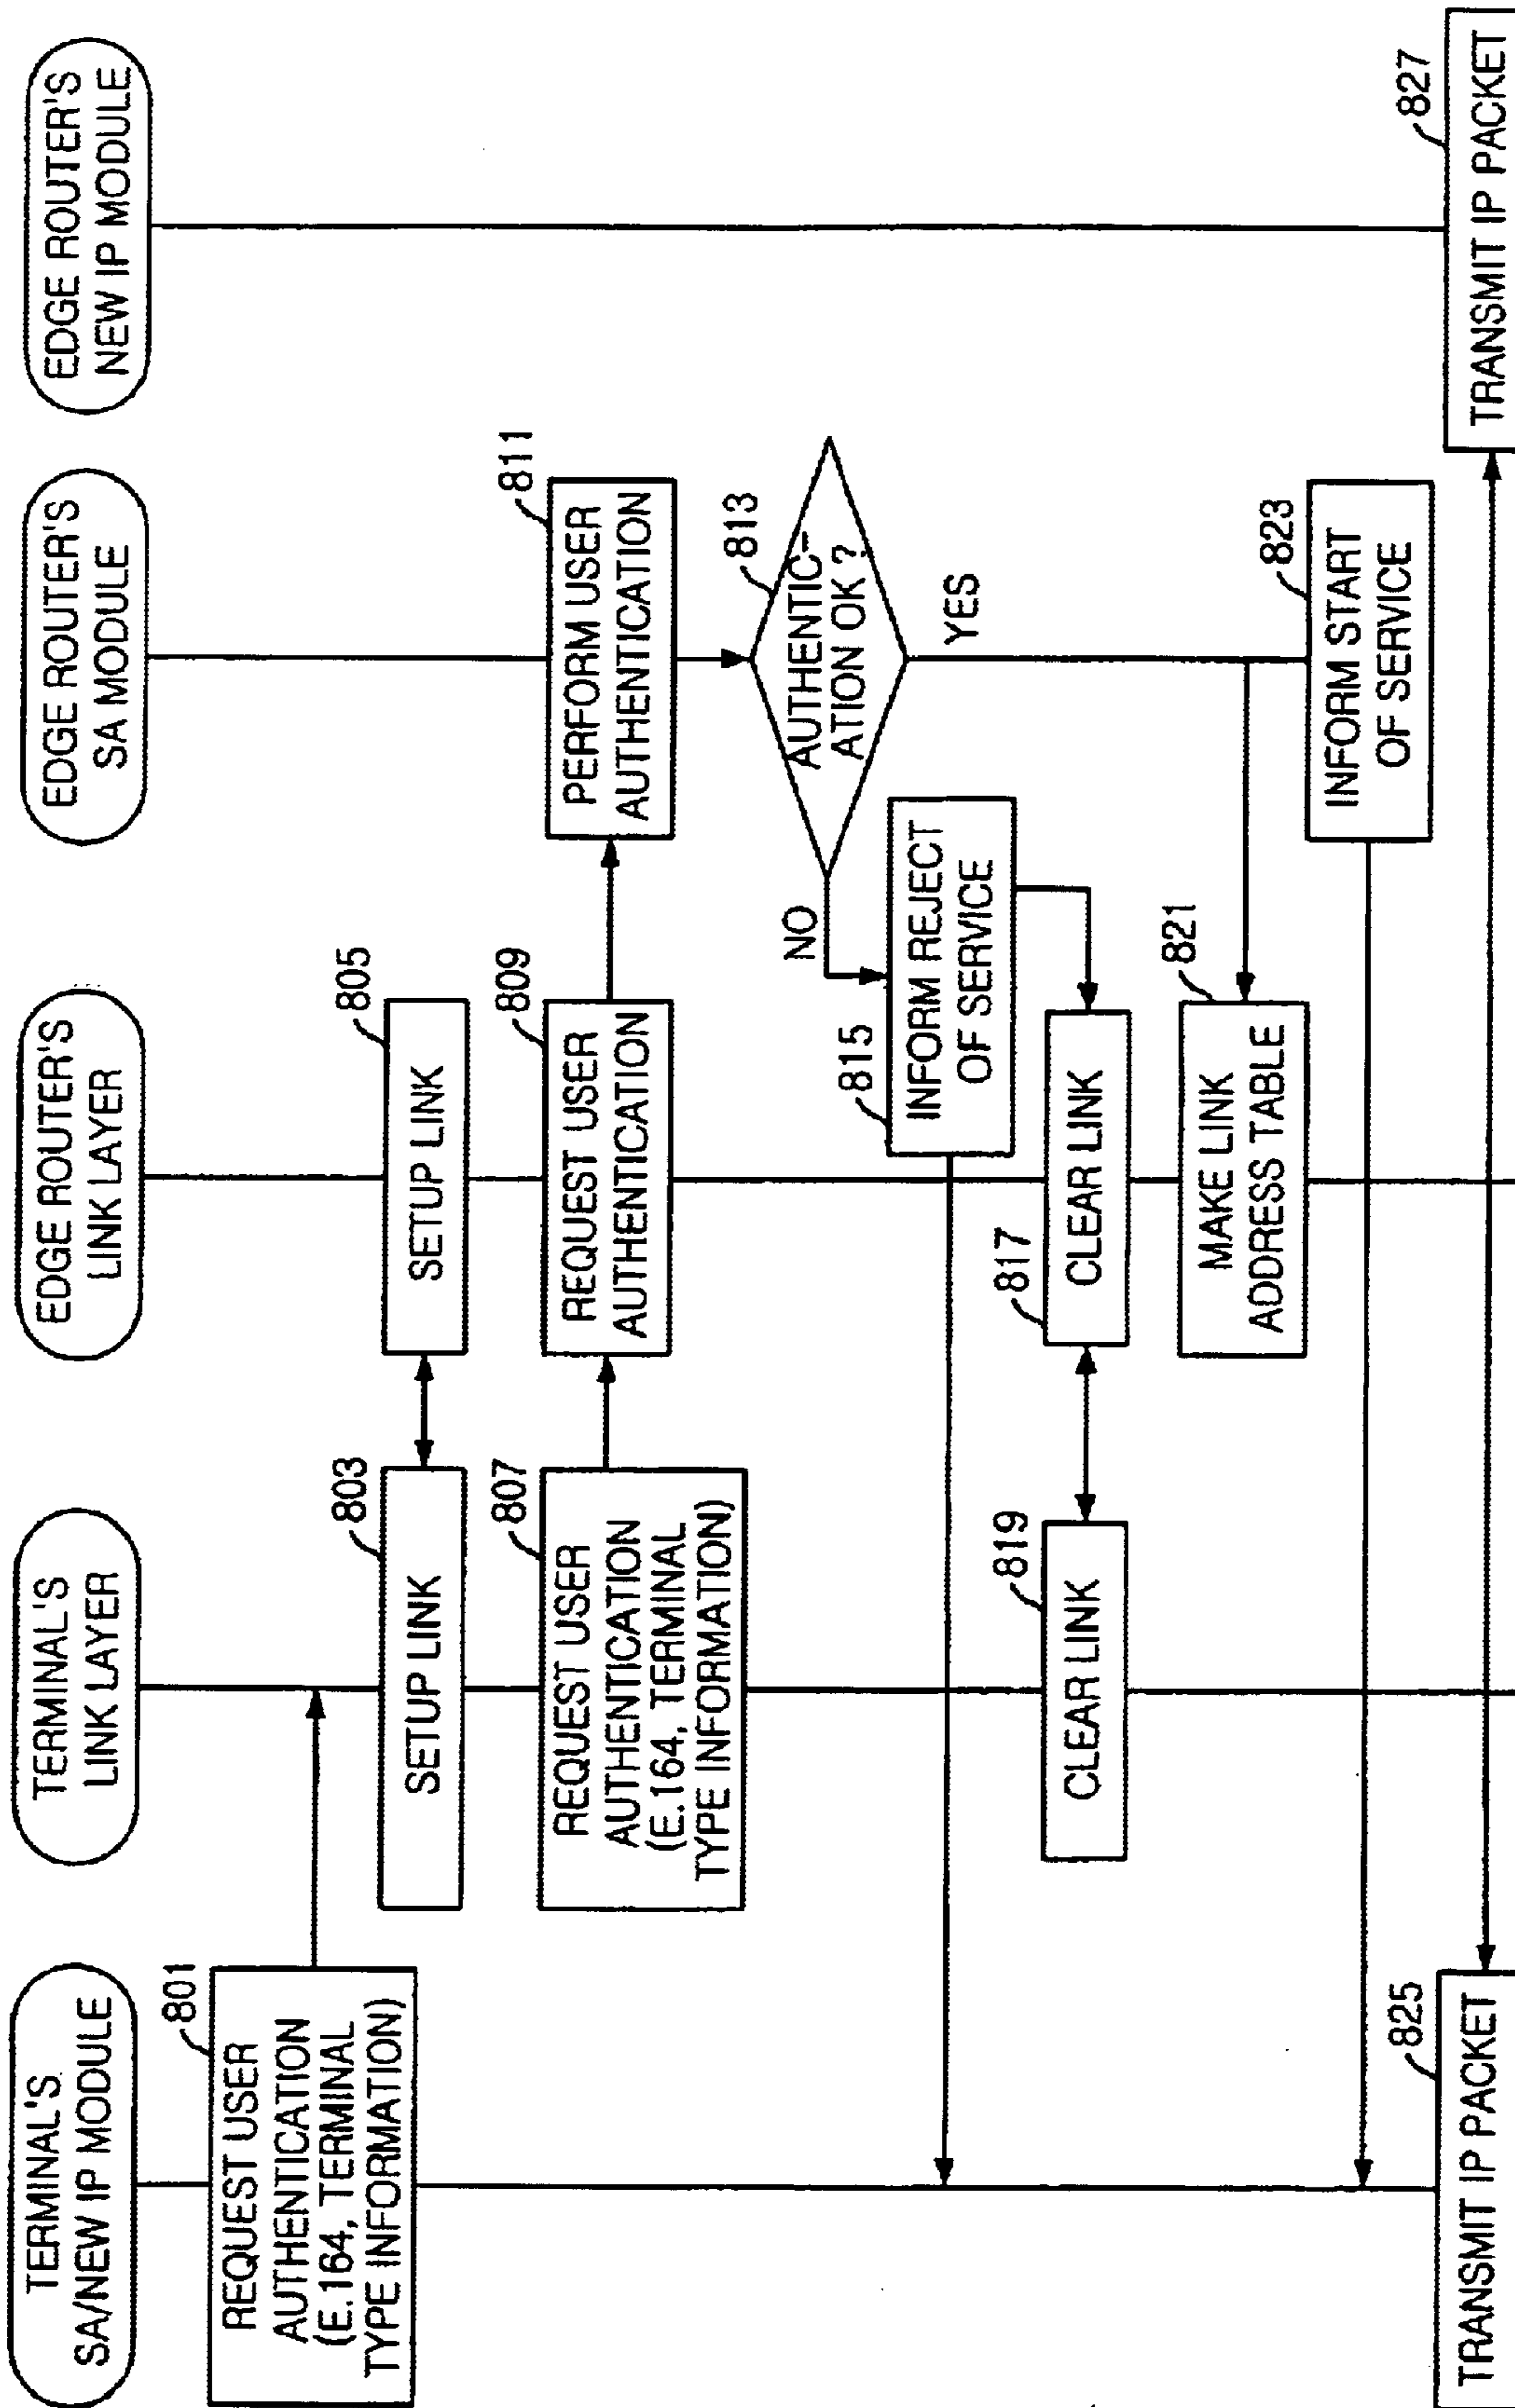 TERMINAL'S
SA/NEW IP MODULE
TERMINAL'S
LINK LAYER
EDGE ROUTER'S
LINK LAYER
EDGE ROUTER'S
SA MODULE
EDGE ROUTER'S
NEW IP MODULE
801
REQUEST USER
AUTHENTICATION
(E.164, TERMINAL
TYPE INFORMATION)
803
SETUP LINK
805
SETUP LINK
807
REQUEST USER
AUTHENTICATION
(E.164, TERMINAL
TYPE INFORMATION)
809
REQUEST USER
AUTHENTICATION
811
PERFORM USER
AUTHENTICATION
813
AUTHENTIC-
ATION OK ?
NO
YES
815
INFORM REJECT
OF SERVICE
817
CLEAR LINK
819
CLEAR LINK
821
MAKE LINK
ADDRESS TABLE
823
INFORM START
OF SERVICE
825
TRANSMIT IP PACKET
827
TRANSMIT IP PACKET